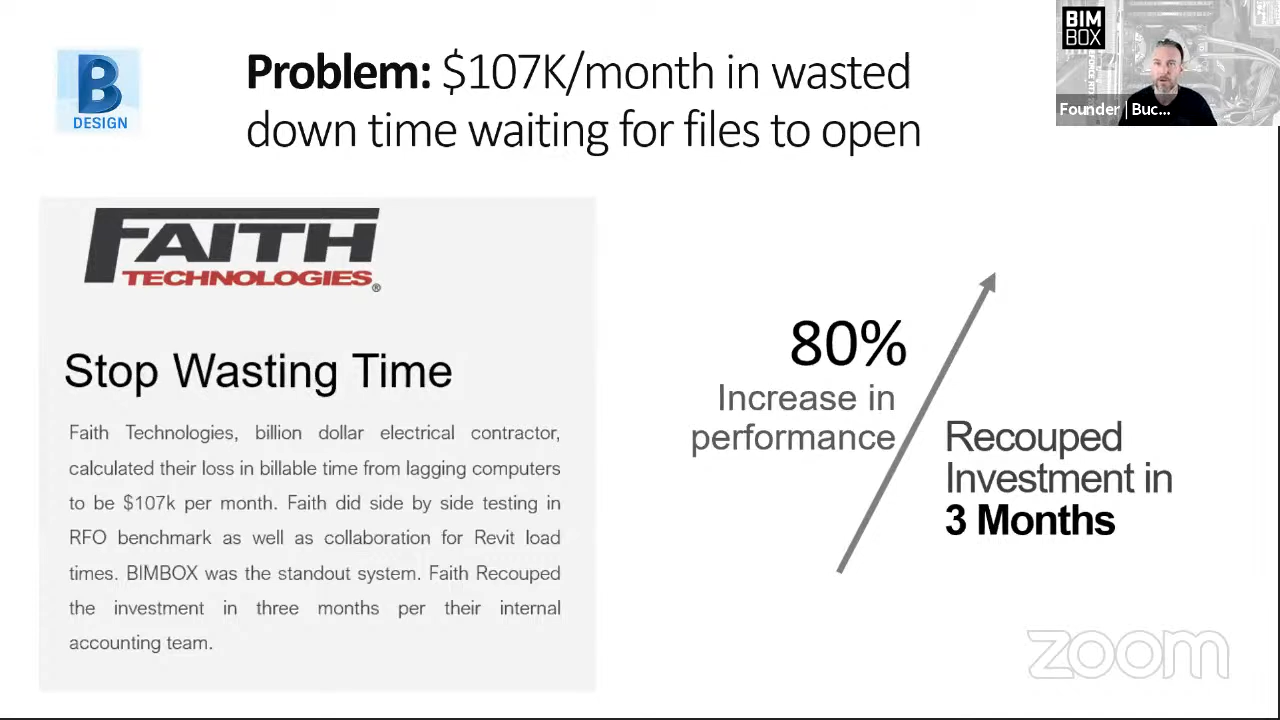 B
DESIGN
Problem: $107K/month in wasted
down time waiting for files to open
BIM
BOX
Founder | Buc...
FAITH
TECHNOLOGIES®
Stop Wasting Time
Faith Technologies, billion dollar electrical contractor,
calculated their loss in billable time from lagging computers
to be $107k per month. Faith did side by side testing in
RFO benchmark as well as collaboration for Revit load
times. BIMBOX was the standout system. Faith Recouped
the investment in three months per their internal
accounting team.
80%
Increase in
performance
Recouped
Investment in
3 Months
zoom